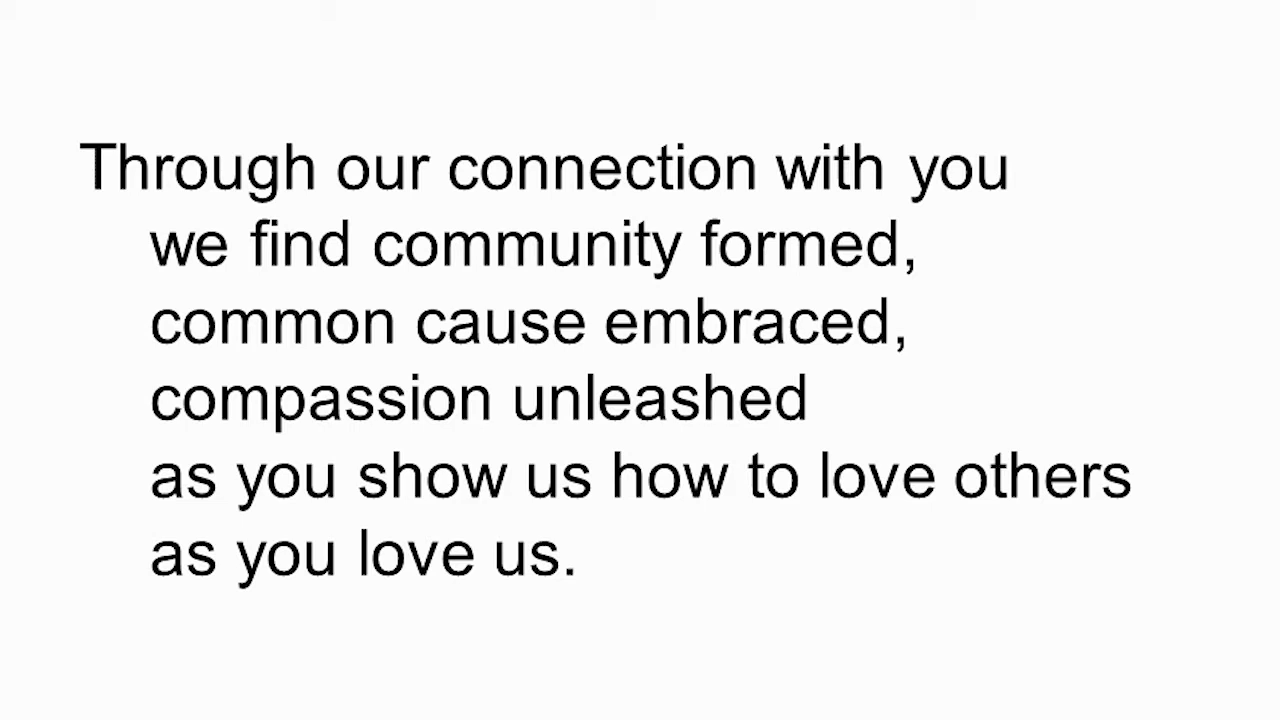 Through our connection with you
we find community formed,
common cause embraced,
compassion unleashed
as you show us how to love others
as you love us.